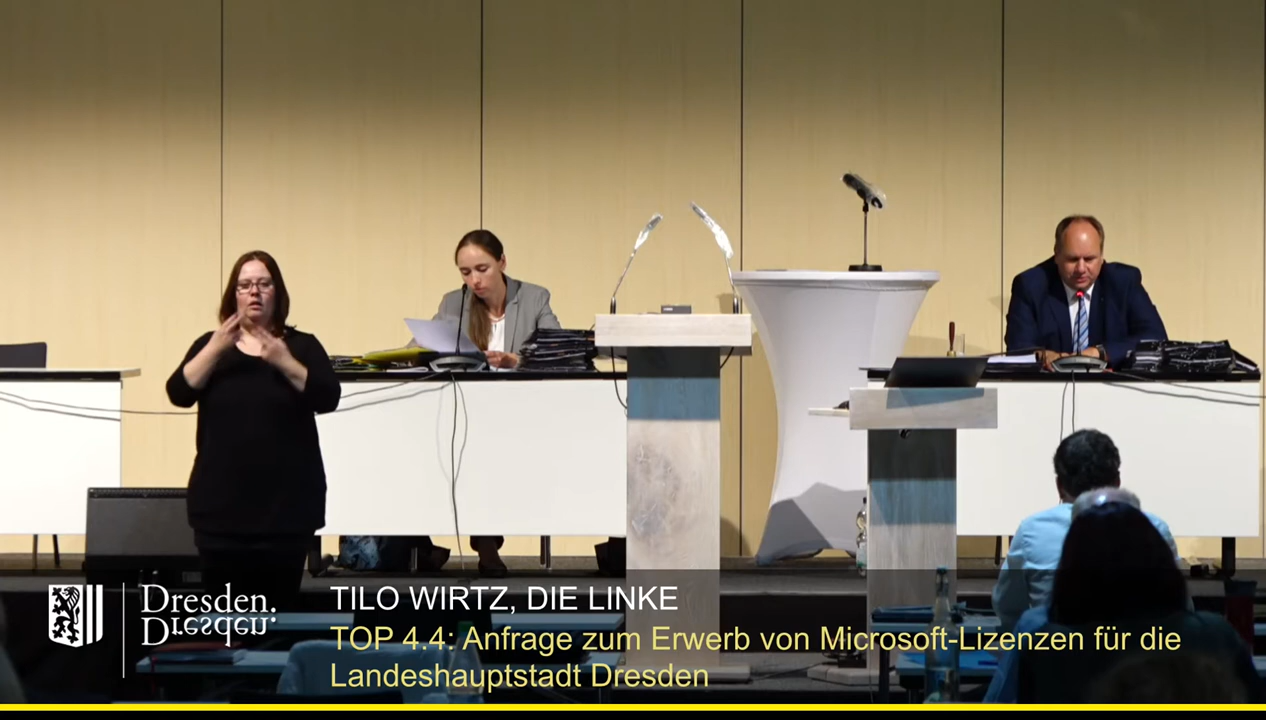 Dresden.
Dresden.
TILO WIRTZ, DIE LINKE
TOP 4.4: Anfrage zum Erwerb von Microsoft-Lizenzen für die
Landeshauptstadt Dresden